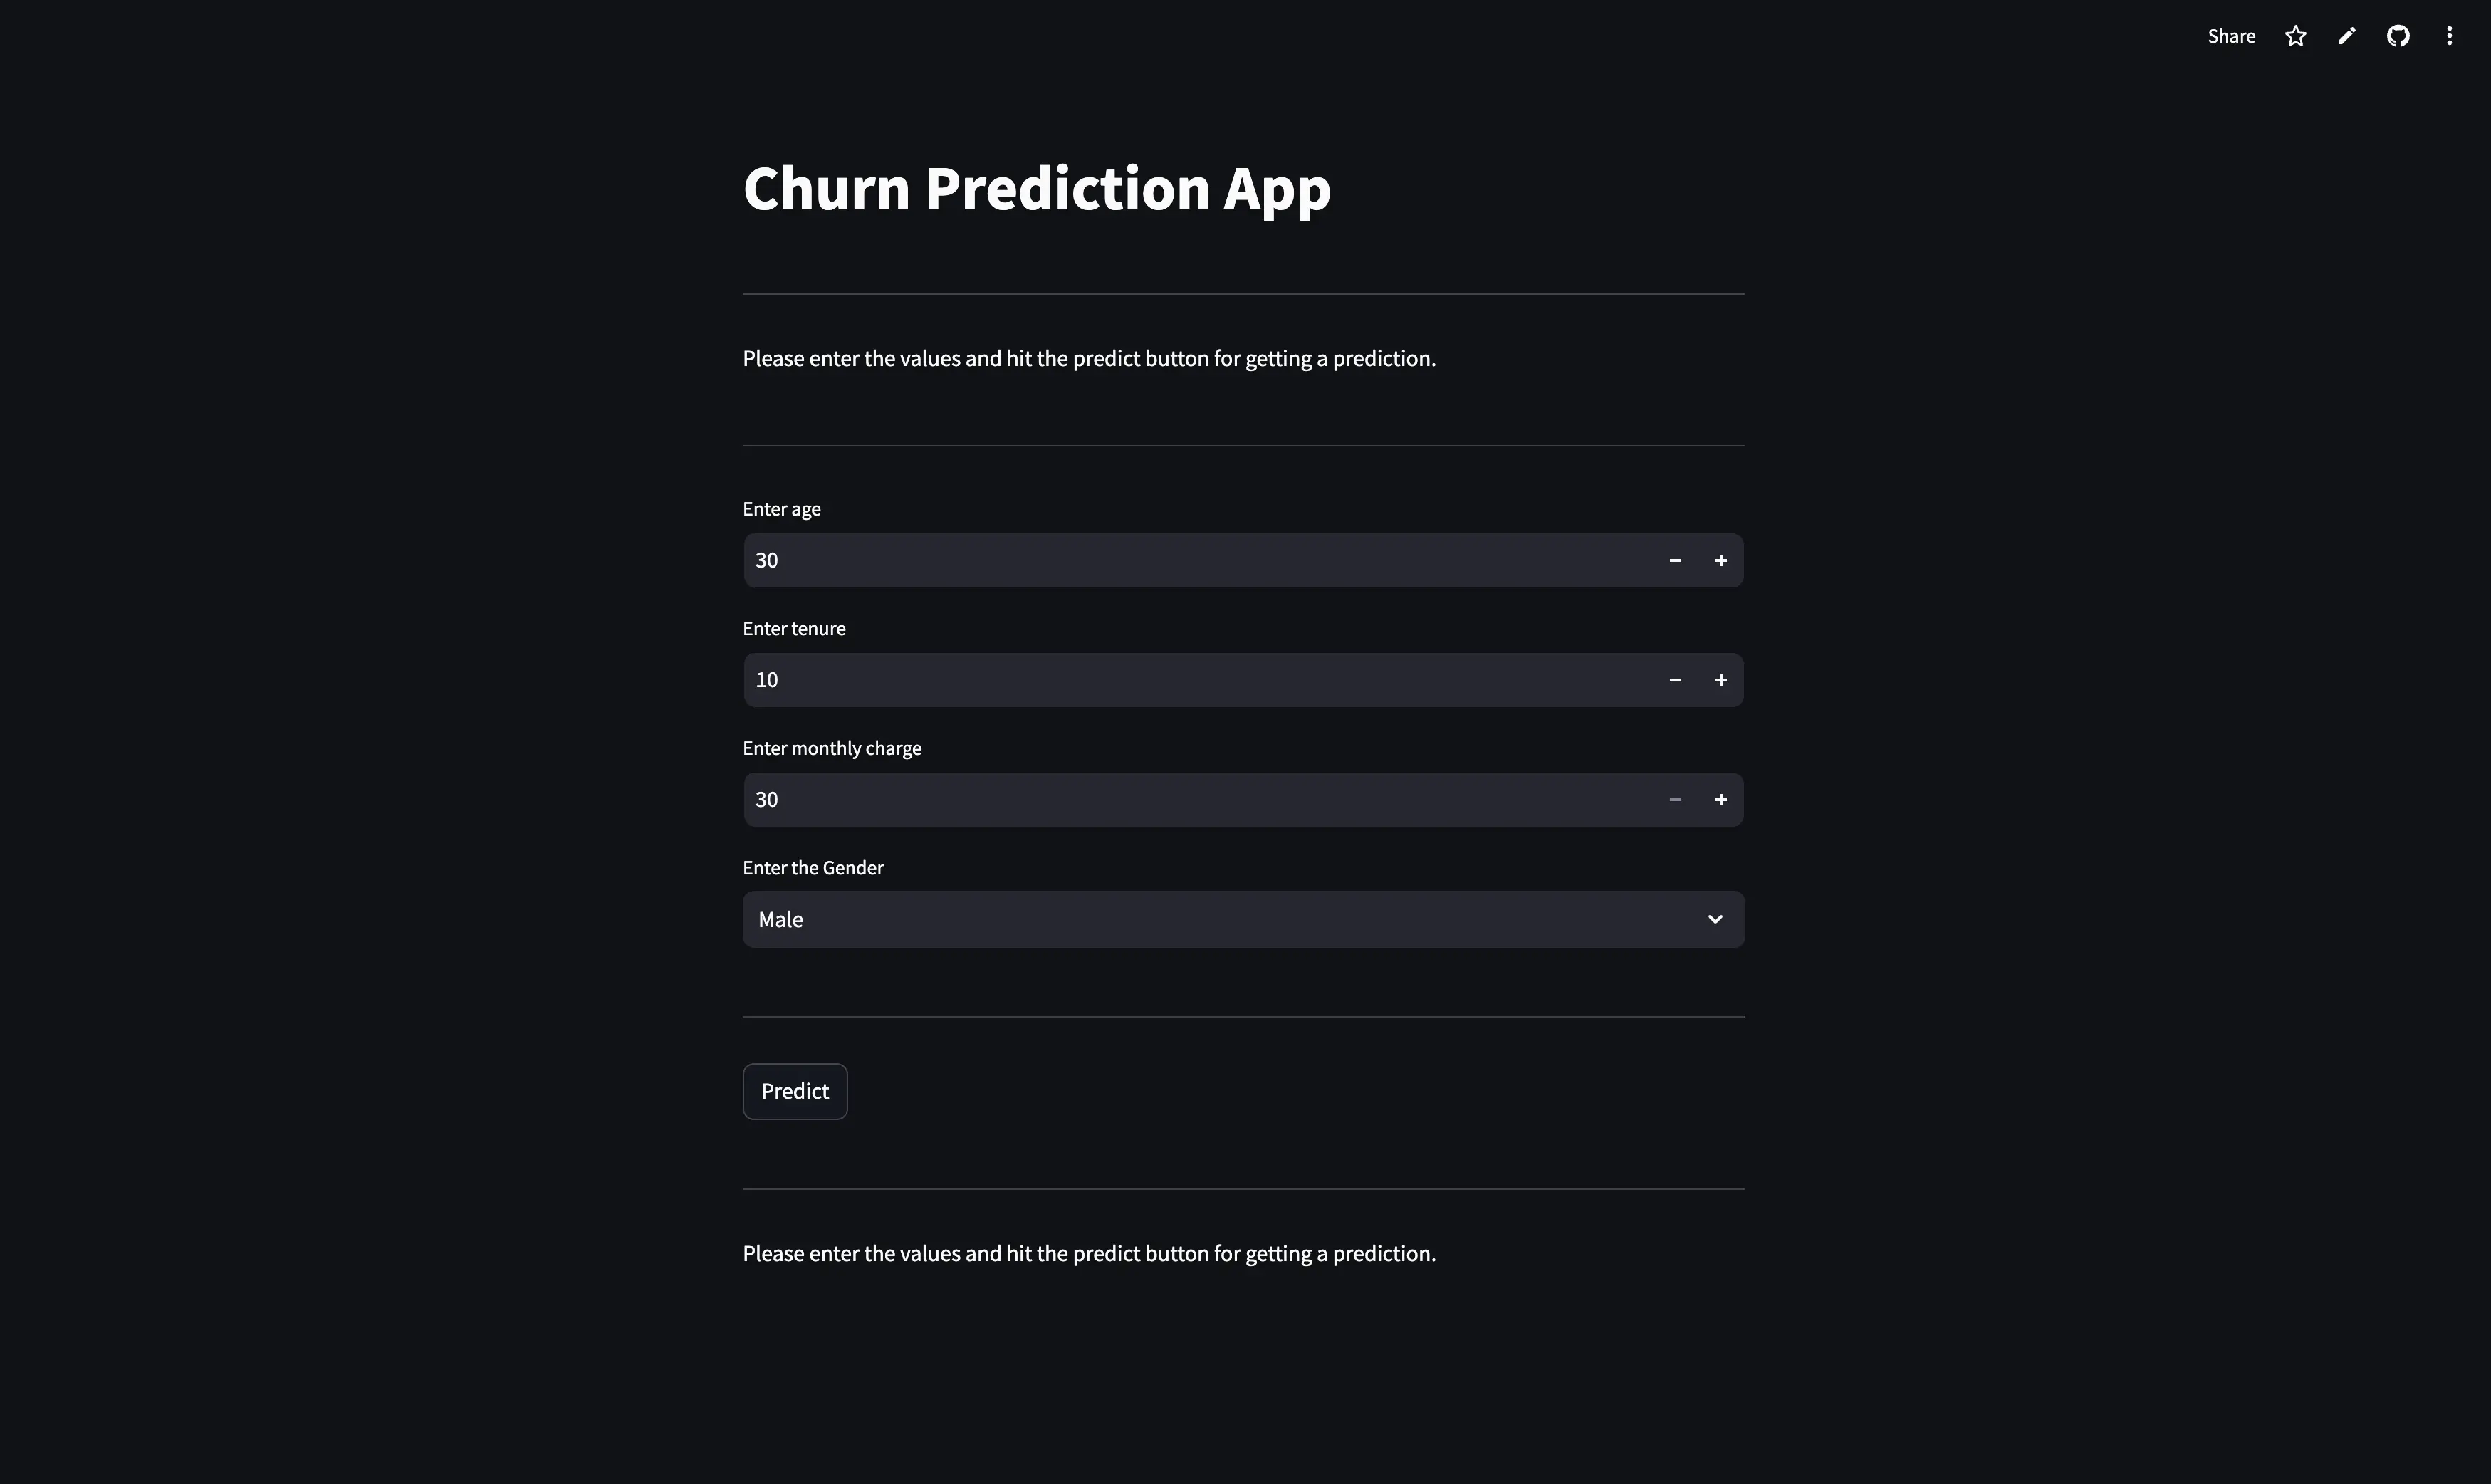 Share
Churn Prediction App
Please enter the values and hit the predict button for getting a prediction.
Enter age
30
Enter tenure
10
Enter monthly charge
30
Enter the Gender
Male
Predict
Please enter the values and hit the predict button for getting a prediction.